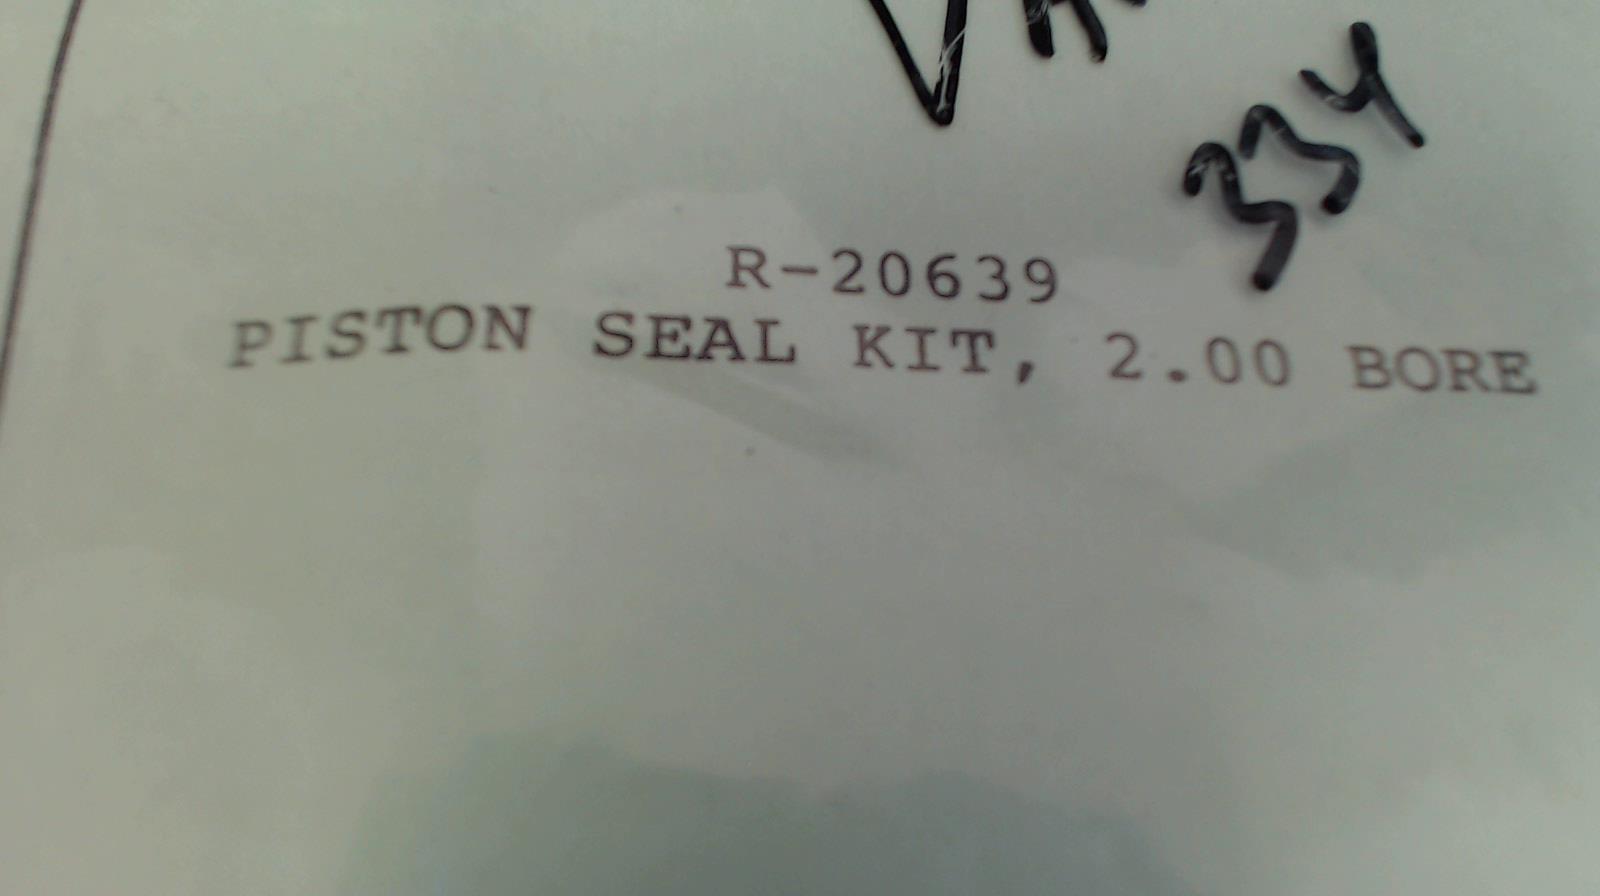 334
R-20639
PISTON SEAL KIT, 2.00 BORE